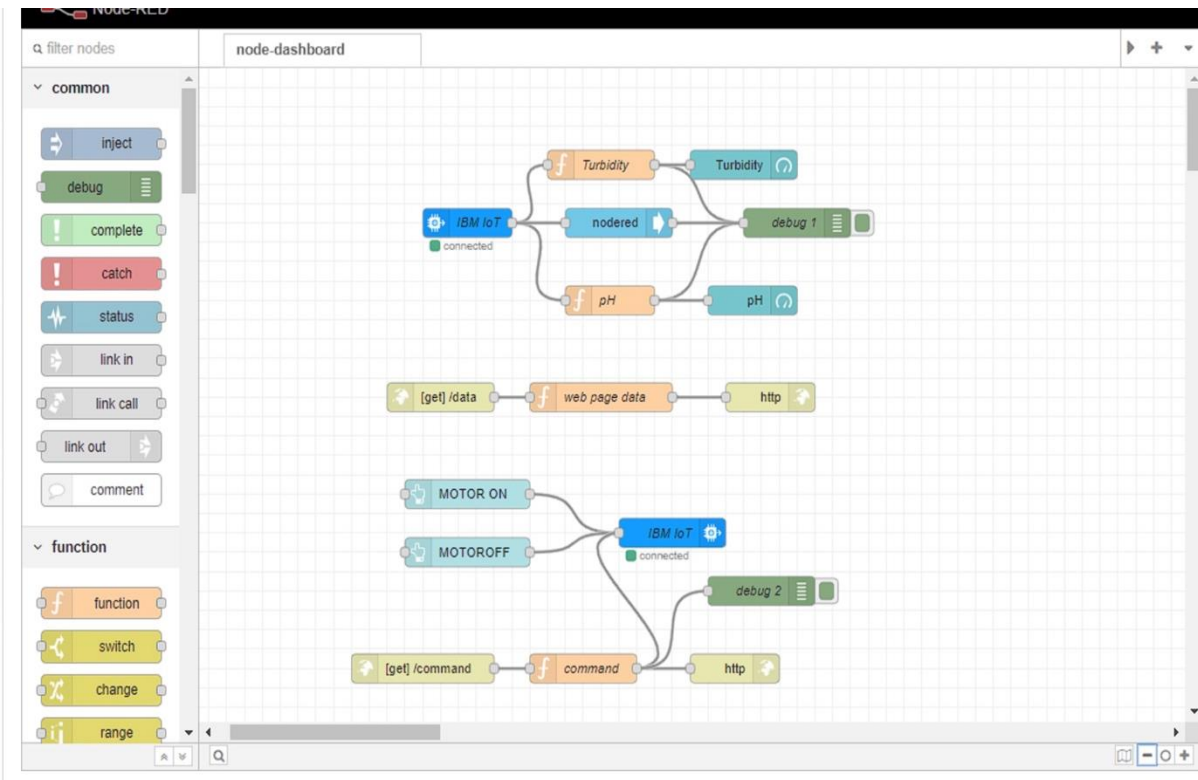 Node-RED
filter nodes
node-dashboard
common
inject
debug
complete
catch
status
link in
link call
link out
comment
function
function
switch
change
range
Turbidity
Turbidity
IBM IoT
connected
nodered
debug 1
pH
pH
[get] /data
web page data
http
MOTOR ON
MOTOROFF
IBM IoT
connected
debug 2
[get] /command
command
http